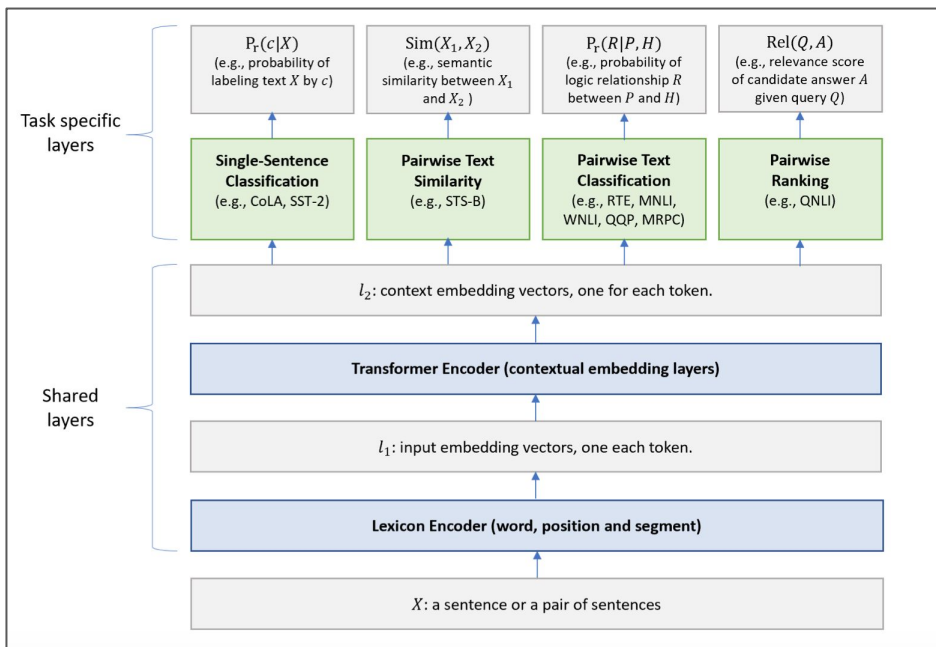 Pr(c|X)
(e.g., probability of
labeling text X by c)
Sim(X1, X2)
(e.g., semantic
similarity between X1
and X2 )
Pr(R|P, H)
(e.g., probability of
logic relationship R
between P and H)
Rel(Q, A)
(e.g., relevance score
of candidate answer A
given query Q)
Task specific
layers
Single-Sentence
Classification
(e.g., CoLA, SST-2)
Pairwise Text
Similarity
(e.g., STS-B)
Pairwise Text
Classification
(e.g., RTE, MNLI,
WNLI, QQP, MRPC)
Pairwise
Ranking
(e.g., QNLI)
l2: context embedding vectors, one for each token.
Transformer Encoder (contextual embedding layers)
Shared
layers
l1: input embedding vectors, one each token.
Lexicon Encoder (word, position and segment)
X: a sentence or a pair of sentences